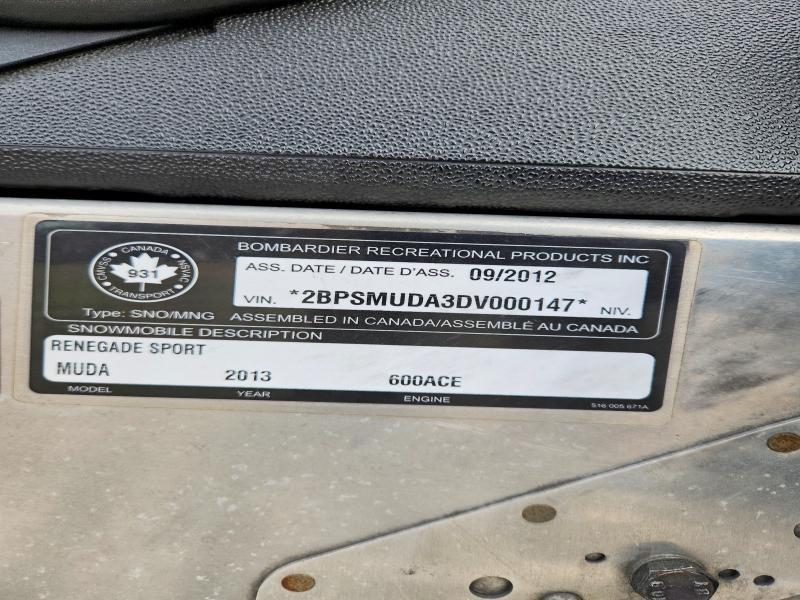 BOMBARDIER RECREATIONAL PRODUCTS INC
CANADA
CMVSS 931 NSVAC
TRANSPORT
ASS. DATE / DATE D'ASS. 09/2012
VIN. *2BPSMUDA3DV000147* NIV.
Type: SNO/MNG ASSEMBLED IN CANADA/ASSEMBLÉ AU CANADA
SNOWMOBILE DESCRIPTION
RENEGADE SPORT
MUDA 2013 600ACE
MODEL YEAR ENGINE 516 005 671A